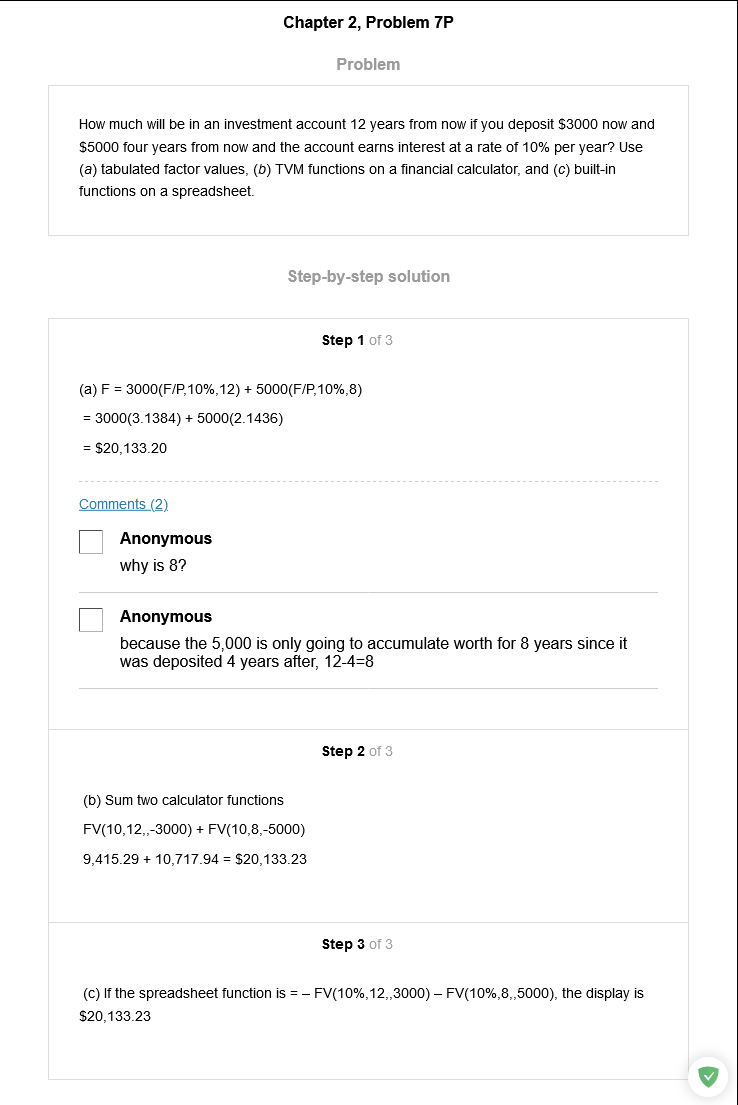 Chapter 2, Problem 7P
Problem
How much will be in an investment account 12 years from now if you deposit $3000 now and
$5000 four years from now and the account earns interest at a rate of 10% per year? Use
(a) tabulated factor values, (b) TVM functions on a financial calculator, and (c) built-in
functions on a spreadsheet.
Step-by-step solution
Step 1 of 3
(a) F = 3000(F/P,10%,12) + 5000(F/P,10%,8)
= 3000(3.1384) + 5000(2.1436)
= $20,133.20
Comments (2)
Anonymous
why is 8?
Anonymous
because the 5,000 is only going to accumulate worth for 8 years since it
was deposited 4 years after, 12-4=8
Step 2 of 3
(b) Sum two calculator functions
FV(10,12,,-3000) + FV(10,8,-5000)
9,415.29 + 10,717.94 = $20,133.23
Step 3 of 3
(c) If the spreadsheet function is = – FV(10%,12,,3000) – FV(10%,8,,5000), the display is
$20,133.23